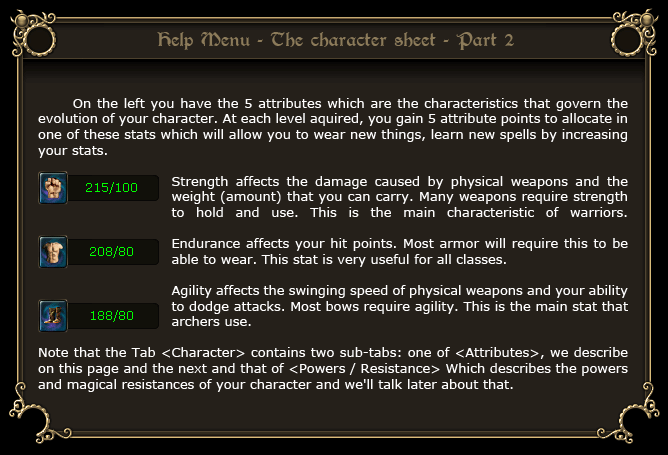 Help Menu - The character sheet - Part 2
On the left you have the 5 attributes which are the characteristics that govern the
evolution of your character. At each level aquired, you gain 5 attribute points to allocate in
one of these stats which will allow you to wear new things, learn new spells by increasing
your stats.
215/100
Strength affects the damage caused by physical weapons and the
weight (amount) that you can carry. Many weapons require strength
to hold and use. This is the main characteristic of warriors.
208/80
Endurance affects your hit points. Most armor will require this to be
able to wear. This stat is very useful for all classes.
188/80
Agility affects the swinging speed of physical weapons and your ability
to dodge attacks. Most bows require agility. This is the main stat that
archers use.
Note that the Tab <Character> contains two sub-tabs: one of <Attributes>, we describe
on this page and the next and that of <Powers / Resistance> Which describes the powers
and magical resistances of your character and we'll talk later about that.